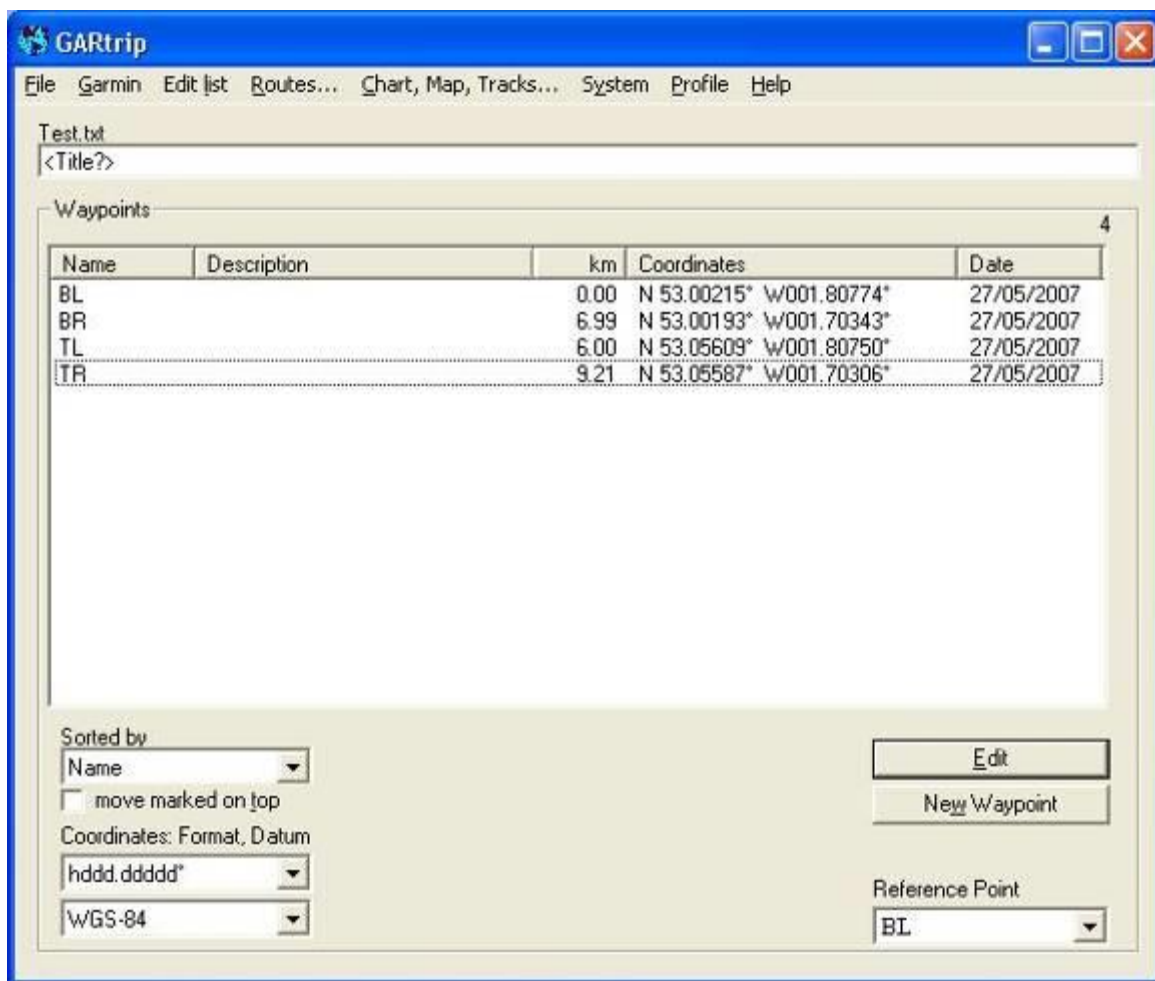 GARtrip
File Garmin Edit list Routes... Chart, Map, Tracks... System Profile Help
Test.txt
<Title?>
Waypoints
4
Name Description km Coordinates Date
BL 0.00 N 53.00215° W001.80774° 27/05/2007
BR 6.99 N 53.00193° W001.70343° 27/05/2007
TL 6.00 N 53.05609° W001.80750° 27/05/2007
TR 9.21 N 53.05587° W001.70306° 27/05/2007
Sorted by
Name
move marked on top
Coordinates: Format, Datum
hddd.ddddd°
WGS-84
Edit
New Waypoint
Reference Point
BL